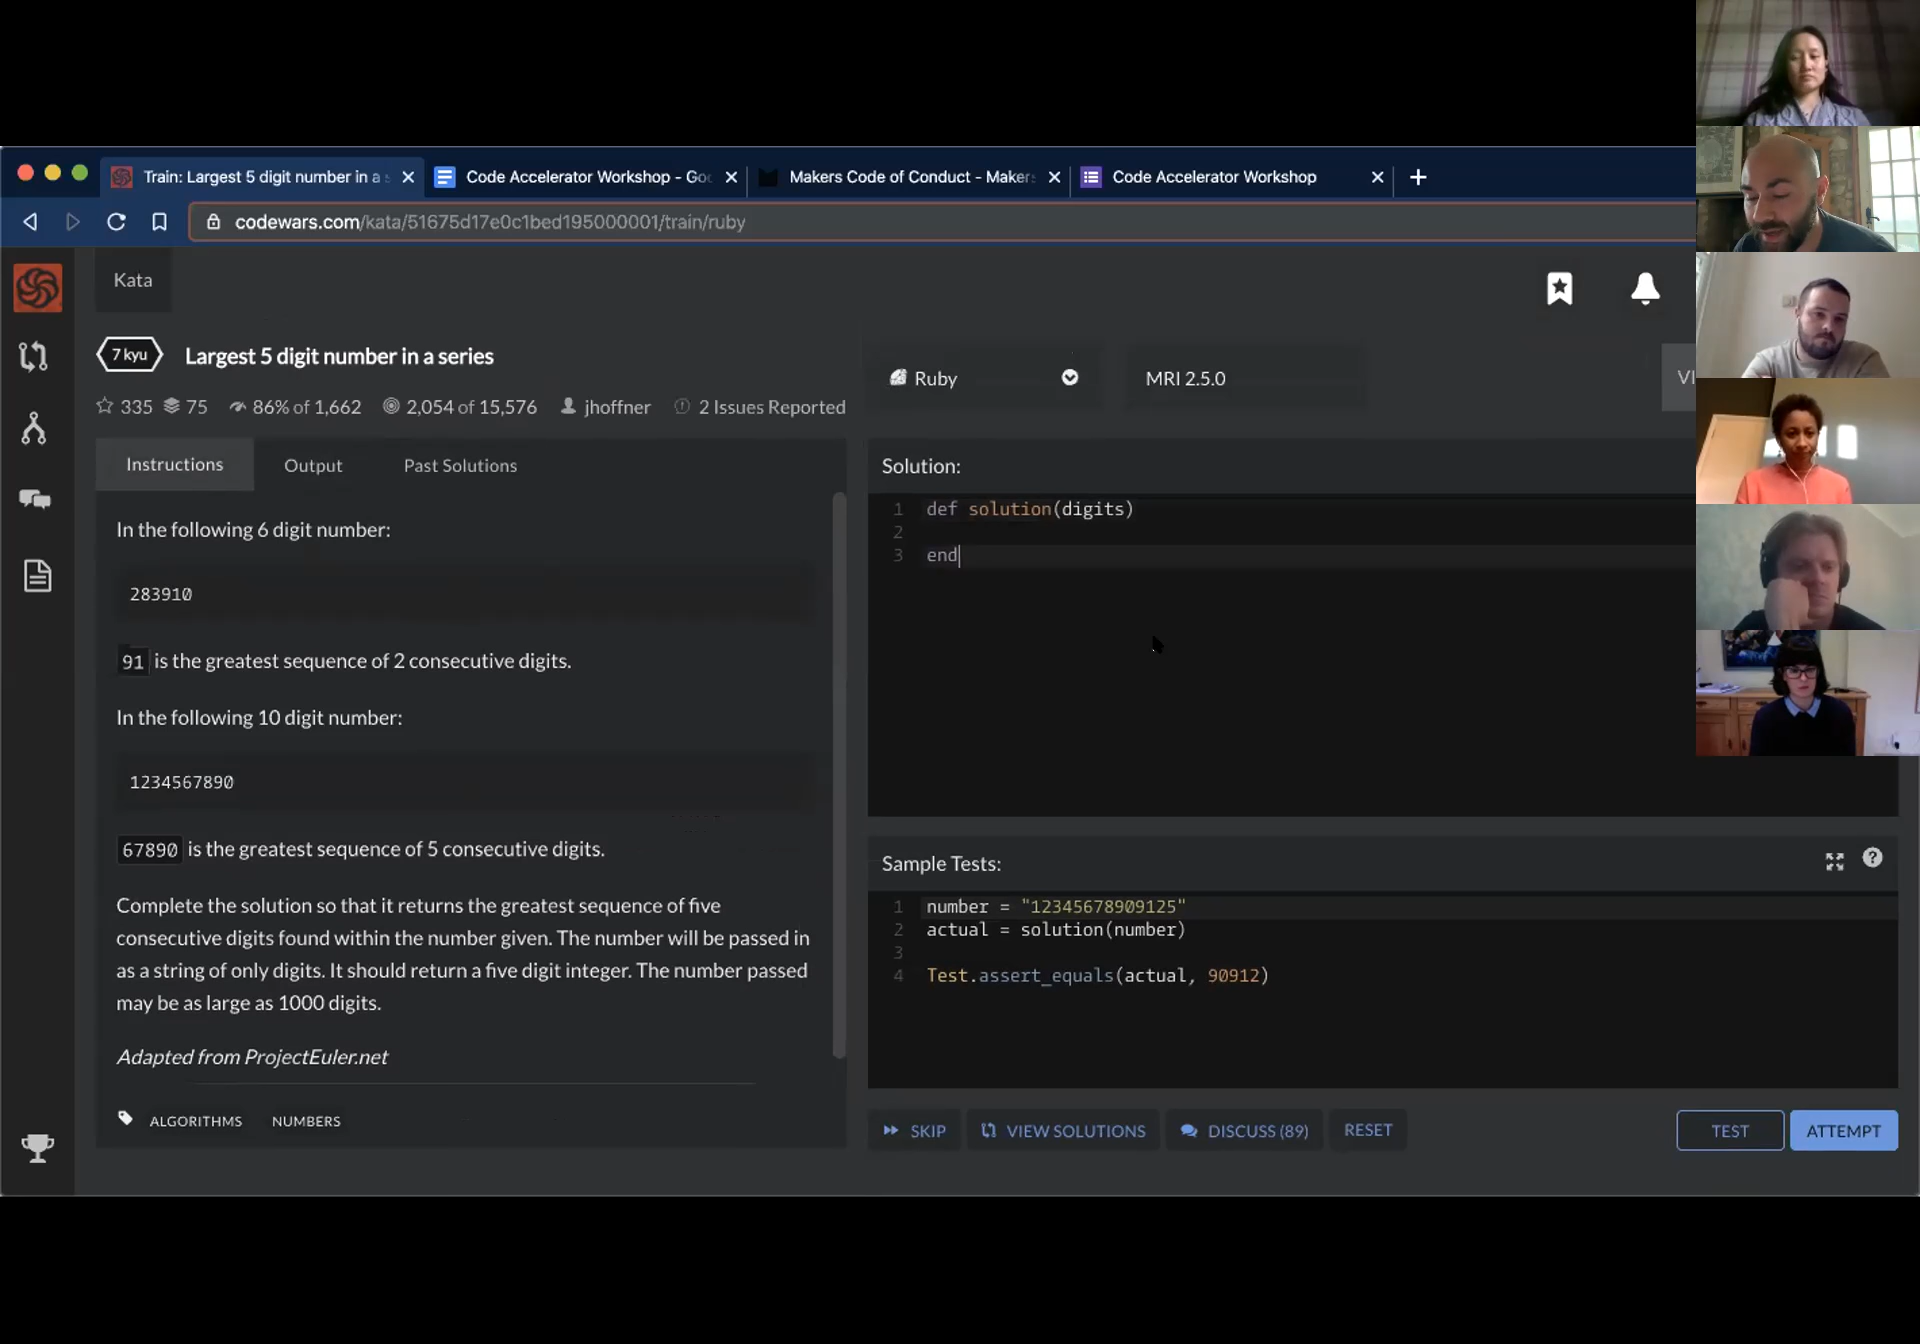 Train: Largest 5 digit number in a
Code Accelerator Workshop - Go
Makers Code of Conduct - Makers
Code Accelerator Workshop
codewars.com/kata/51675d17e0c1bed195000001/train/ruby
Kata
7 kyu
Largest 5 digit number in a series
335 75 86% of 1,662 2,054 of 15,576 jhoffner 2 Issues Reported
Ruby
MRI 2.5.0
VI
Instructions
Output
Past Solutions
In the following 6 digit number:
283910
91 is the greatest sequence of 2 consecutive digits.
In the following 10 digit number:
1234567890
67890 is the greatest sequence of 5 consecutive digits.
Complete the solution so that it returns the greatest sequence of five
consecutive digits found within the number given. The number will be passed in
as a string of only digits. It should return a five digit integer. The number passed
may be as large as 1000 digits.
Adapted from ProjectEuler.net
ALGORITHMS NUMBERS
Solution:
1 def solution(digits)
2
3 end
Sample Tests:
1 number = "12345678909125"
2 actual = solution(number)
3
4 Test.assert_equals(actual, 90912)
SKIP
VIEW SOLUTIONS
DISCUSS (89)
RESET
TEST
ATTEMPT